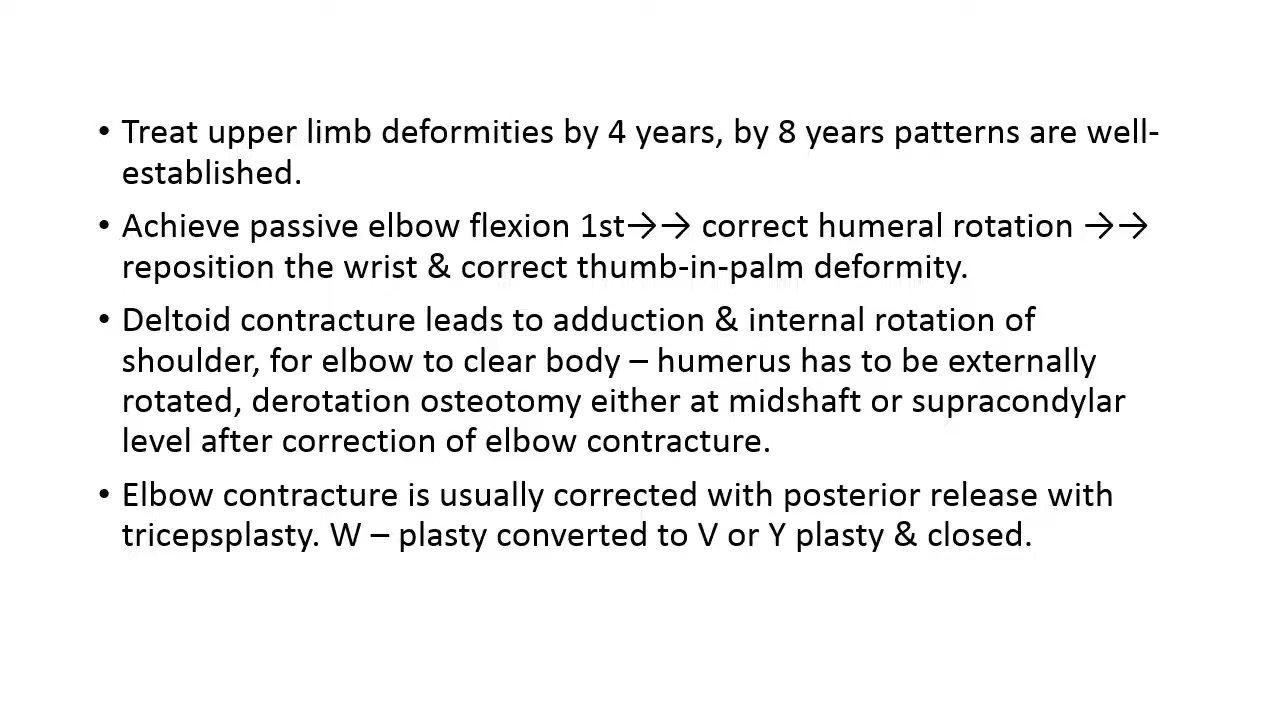 • Treat upper limb deformities by 4 years, by 8 years patterns are well-
established.
• Achieve passive elbow flexion 1st→→ correct humeral rotation →→
reposition the wrist & correct thumb-in-palm deformity.
• Deltoid contracture leads to adduction & internal rotation of
shoulder, for elbow to clear body – humerus has to be externally
rotated, derotation osteotomy either at midshaft or supracondylar
level after correction of elbow contracture.
• Elbow contracture is usually corrected with posterior release with
tricepsplasty. W – plasty converted to V or Y plasty & closed.